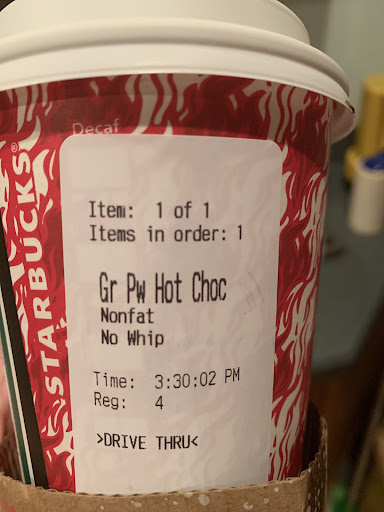 Decaf
STARBUCKS®
Item: 1 of 1
Items in order: 1
Gr Pw Hot Choc
Nonfat
No Whip
Time: 3:30:02 PM
Reg: 4
>DRIVE THRU<